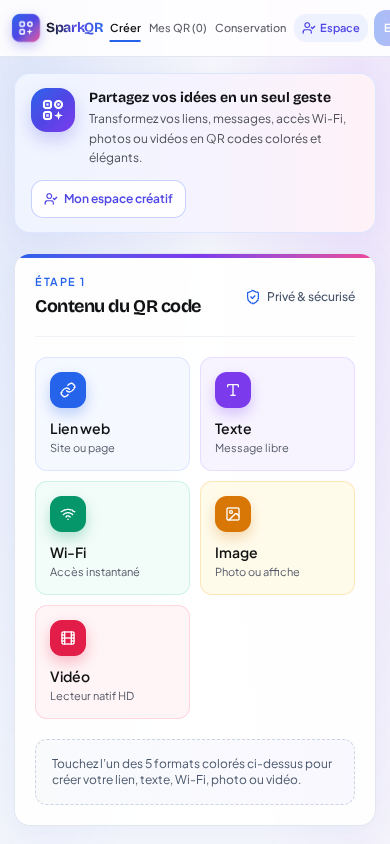 SparkQR Créer Mes QR (0) Conservation Espace
Partagez vos idées en un seul geste
Transformez vos liens, messages, accès Wi-Fi,
photos ou vidéos en QR codes colorés et
élégants.
Mon espace créatif
ÉTAPE 1
Contenu du QR code
Privé & sécurisé
Lien web
Site ou page
Texte
Message libre
Wi-Fi
Accès instantané
Image
Photo ou affiche
Vidéo
Lecteur natif HD
Touchez l'un des 5 formats colorés ci-dessus pour
créer votre lien, texte, Wi-Fi, photo ou vidéo.